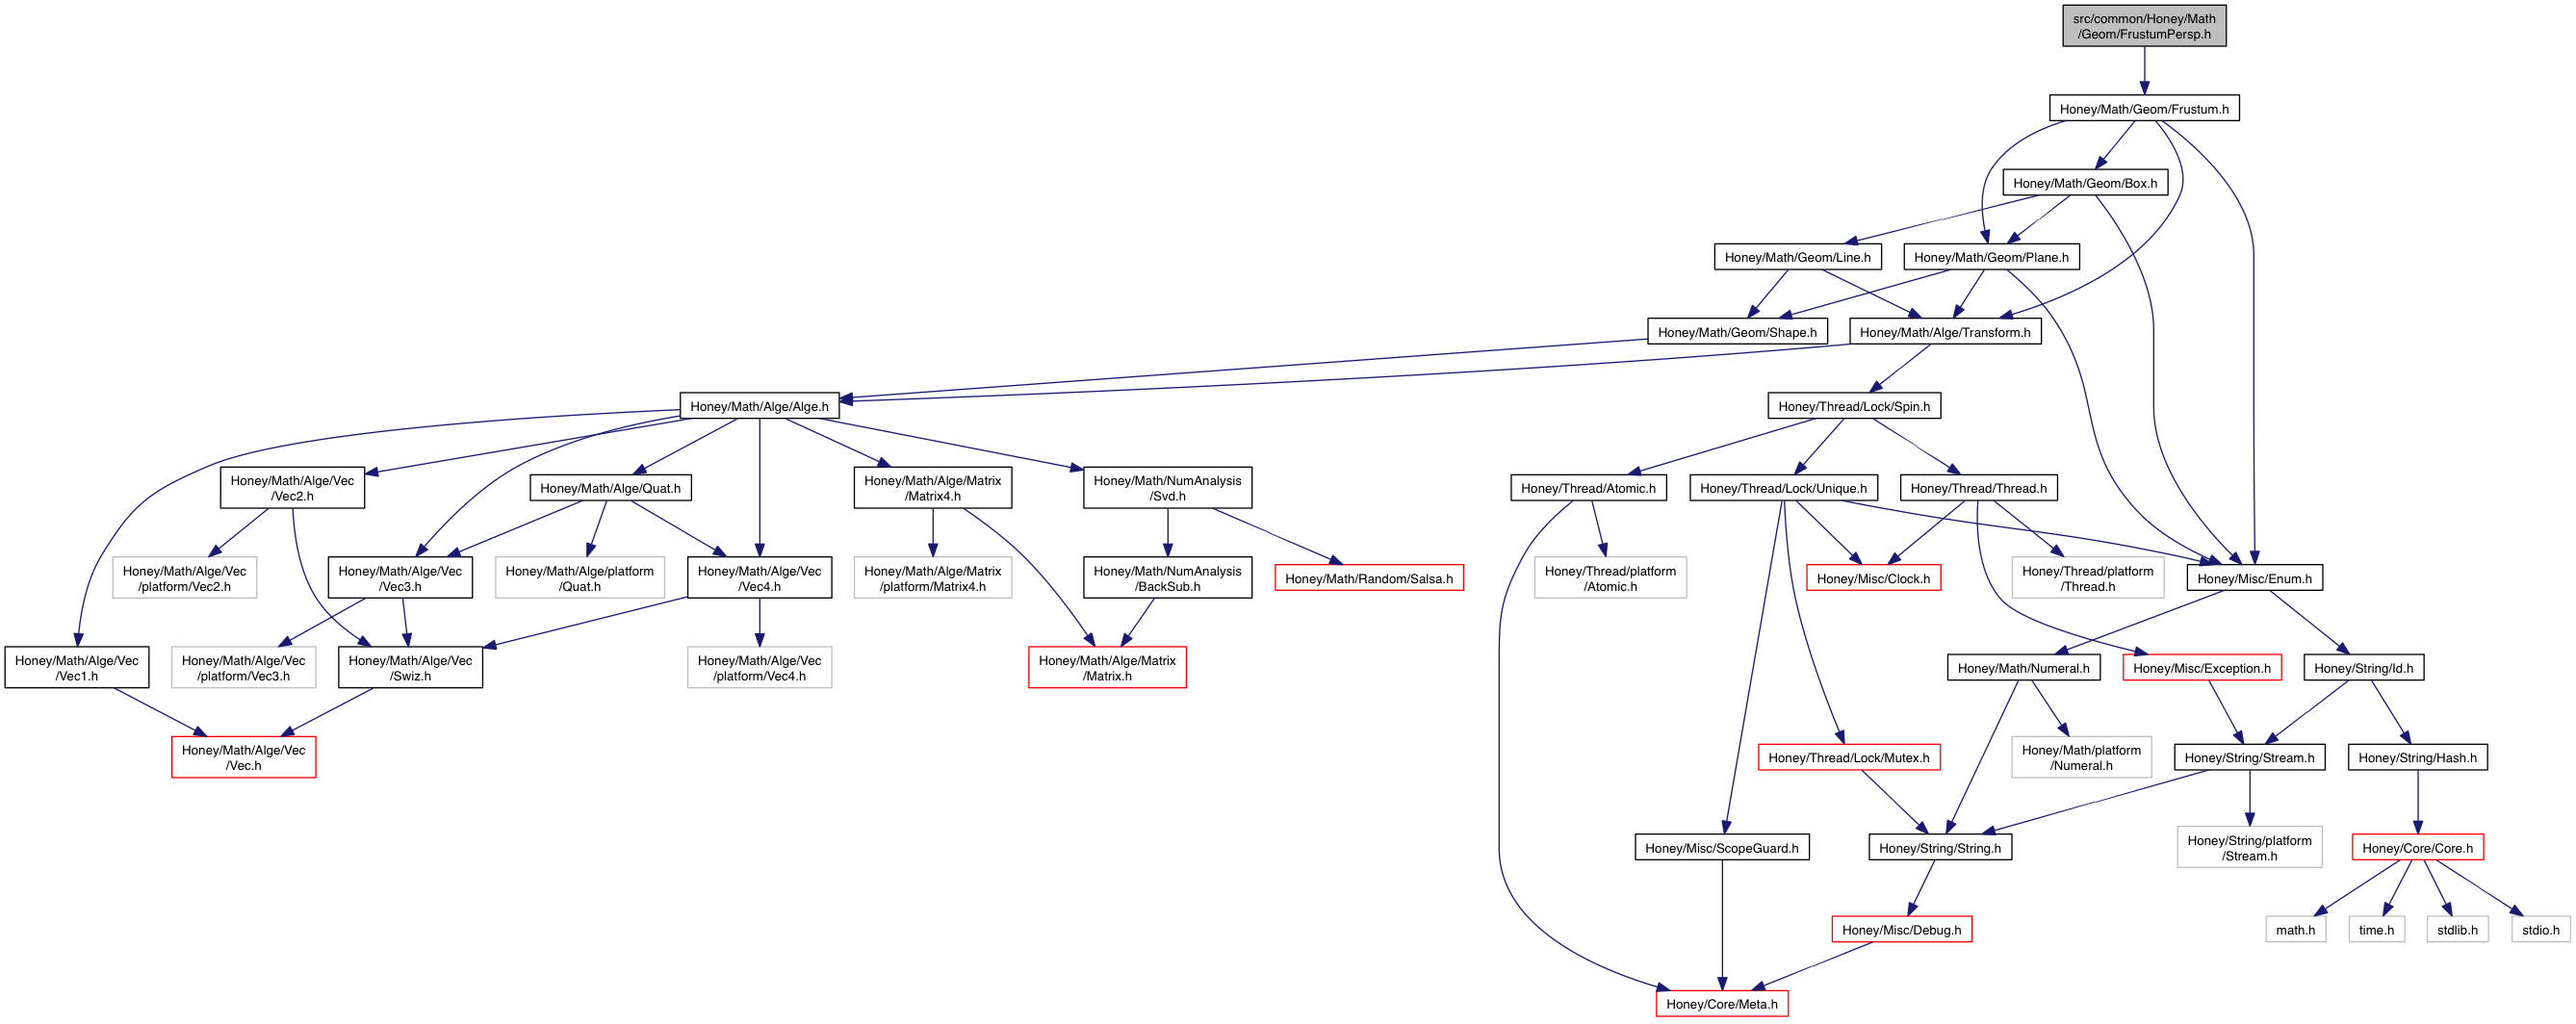 src/common/Honey/Math
/Geom/FrustumPersp.h
Honey/Math/Geom/Frustum.h
Honey/Math/Geom/Box.h
Honey/Math/Geom/Line.h
Honey/Math/Geom/Plane.h
Honey/Math/Geom/Shape.h
Honey/Math/Alge/Transform.h
Honey/Math/Alge/Alge.h
Honey/Thread/Lock/Spin.h
Honey/Math/Alge/Vec
/Vec2.h
Honey/Math/Alge/Quat.h
Honey/Math/Alge/Matrix
/Matrix4.h
Honey/Math/NumAnalysis
/Svd.h
Honey/Thread/Atomic.h
Honey/Thread/Lock/Unique.h
Honey/Thread/Thread.h
Honey/Math/Alge/Vec
/platform/Vec2.h
Honey/Math/Alge/Vec
/Vec3.h
Honey/Math/Alge/platform
/Quat.h
Honey/Math/Alge/Vec
/Vec4.h
Honey/Math/Alge/Matrix
/platform/Matrix4.h
Honey/Math/NumAnalysis
/BackSub.h
Honey/Math/Random/Salsa.h
Honey/Thread/platform
/Atomic.h
Honey/Misc/Clock.h
Honey/Thread/platform
/Thread.h
Honey/Misc/Enum.h
Honey/Math/Alge/Vec
/Vec1.h
Honey/Math/Alge/Vec
/platform/Vec3.h
Honey/Math/Alge/Vec
/Swiz.h
Honey/Math/Alge/Vec
/platform/Vec4.h
Honey/Math/Alge/Matrix
/Matrix.h
Honey/Math/Numeral.h
Honey/Misc/Exception.h
Honey/String/Id.h
Honey/Math/Alge/Vec
/Vec.h
Honey/Thread/Lock/Mutex.h
Honey/Math/platform
/Numeral.h
Honey/String/Stream.h
Honey/String/Hash.h
Honey/Misc/ScopeGuard.h
Honey/String/String.h
Honey/String/platform
/Stream.h
Honey/Core/Core.h
Honey/Misc/Debug.h
math.h
time.h
stdlib.h
stdio.h
Honey/Core/Meta.h